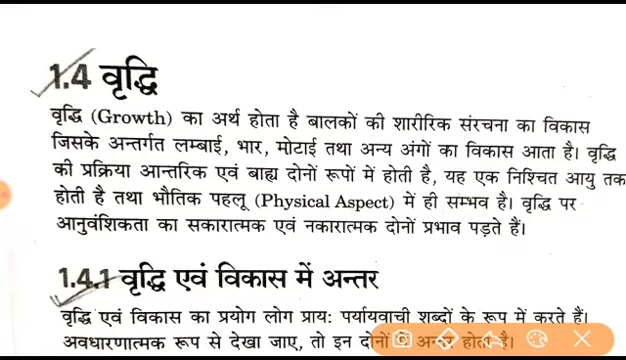 1.4 वृद्धि
वृद्धि (Growth) का अर्थ होता है बालकों की शारीरिक संरचना का विकास
जिसके अन्तर्गत लम्बाई, भार, मोटाई तथा अन्य अंगों का विकास आता है। वृद्धि
की प्रक्रिया आन्तरिक एवं बाह्य दोनों रूपों में होती है, यह एक निश्चित आयु तक
होती है तथा भौतिक पहलू (Physical Aspect) में ही सम्भव है। वृद्धि पर
आनुवंशिकता का सकारात्मक एवं नकारात्मक दोनों प्रभाव पड़ते हैं।
1.4.1 वृद्धि एवं विकास में अन्तर
वृद्धि एवं विकास का प्रयोग लोग प्राय: पर्यायवाची शब्दों के रूप में करते हैं।
अवधारणात्मक रूप से देखा जाए, तो इन दोनों में अन्तर होता है।